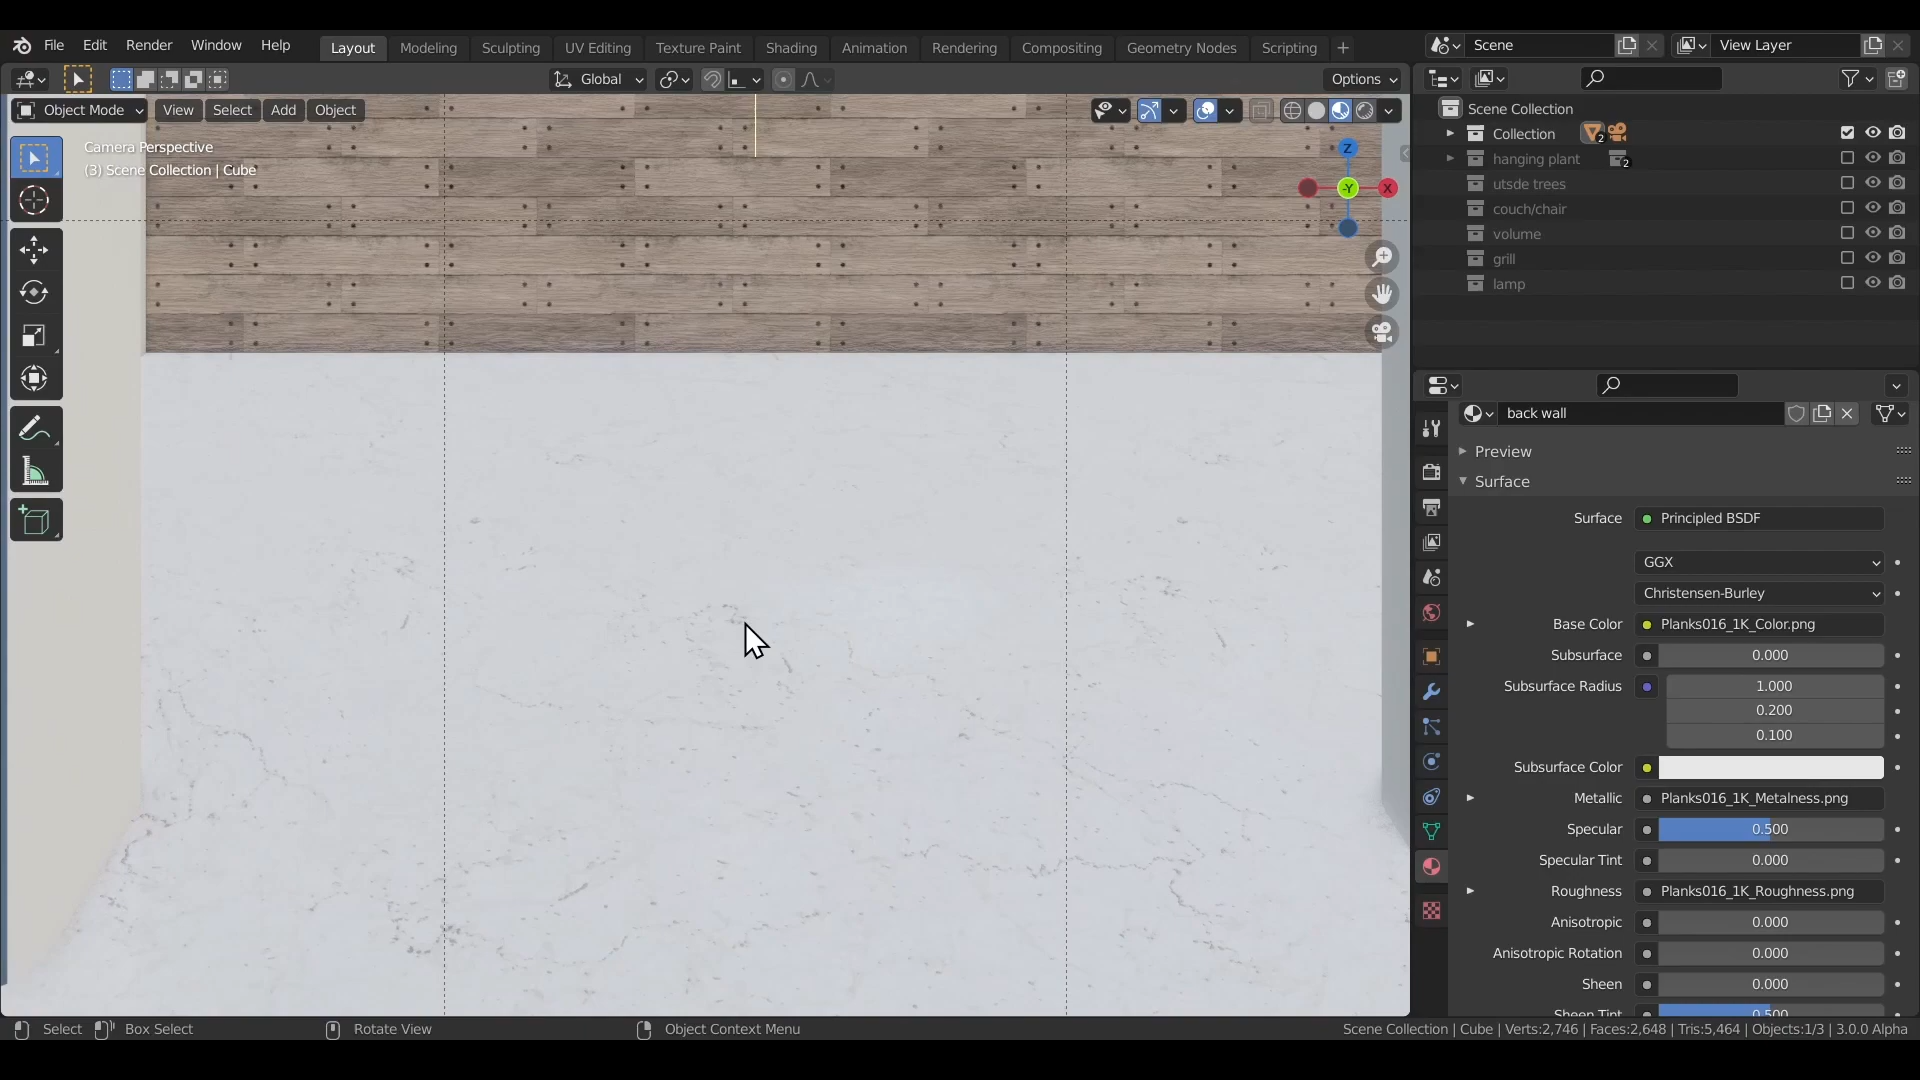 File Edit Render Window Help
Layout Modeling Sculpting UV Editing Texture Paint Shading Animation Rendering Compositing Geometry Nodes Scripting +
Scene
View Layer
Global
Options
Object Mode View Select Add Object
Camera Perspective
(3) Scene Collection | Cube
Z
-Y
X
Scene Collection
Collection 2
hanging plant 2
utsde trees
couch/chair
volume
grill
lamp
back wall
Preview
Surface
Surface Principled BSDF
GGX
Christensen-Burley
Base Color Planks016_1K_Color.png
Subsurface 0.000
Subsurface Radius 1.000
0.200
0.100
Subsurface Color
Metallic Planks016_1K_Metalness.png
Specular 0.500
Specular Tint 0.000
Roughness Planks016_1K_Roughness.png
Anisotropic 0.000
Anisotropic Rotation 0.000
Sheen 0.000
Sheen Tint 0.500
Select Box Select Rotate View Object Context Menu
Scene Collection | Cube | Verts:2,746 | Faces:2,648 | Tris:5,464 | Objects:1/3 | 3.0.0 Alpha